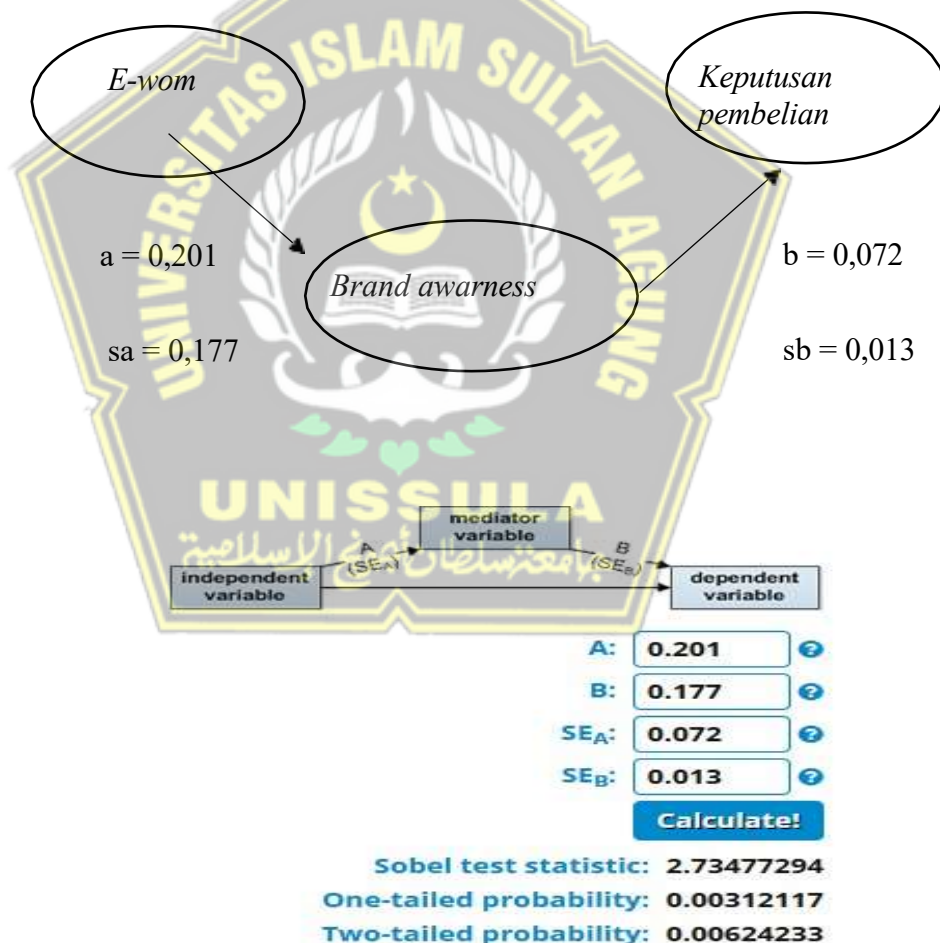 E-wom
Keputusan
pembelian
UNIVERSITAS ISLAM SULTAN AGUNG
a = 0,201
b = 0,072
Brand awarness
sa = 0,177
sb = 0,013
UNISSULA
جامعة سلطان أجونج الإسلامية
mediator
variable
A
(SEA)
B
(SEB)
independent
variable
dependent
variable
A: 0.201
B: 0.177
SEA: 0.072
SEB: 0.013
Calculate!
Sobel test statistic: 2.73477294
One-tailed probability: 0.00312117
Two-tailed probability: 0.00624233